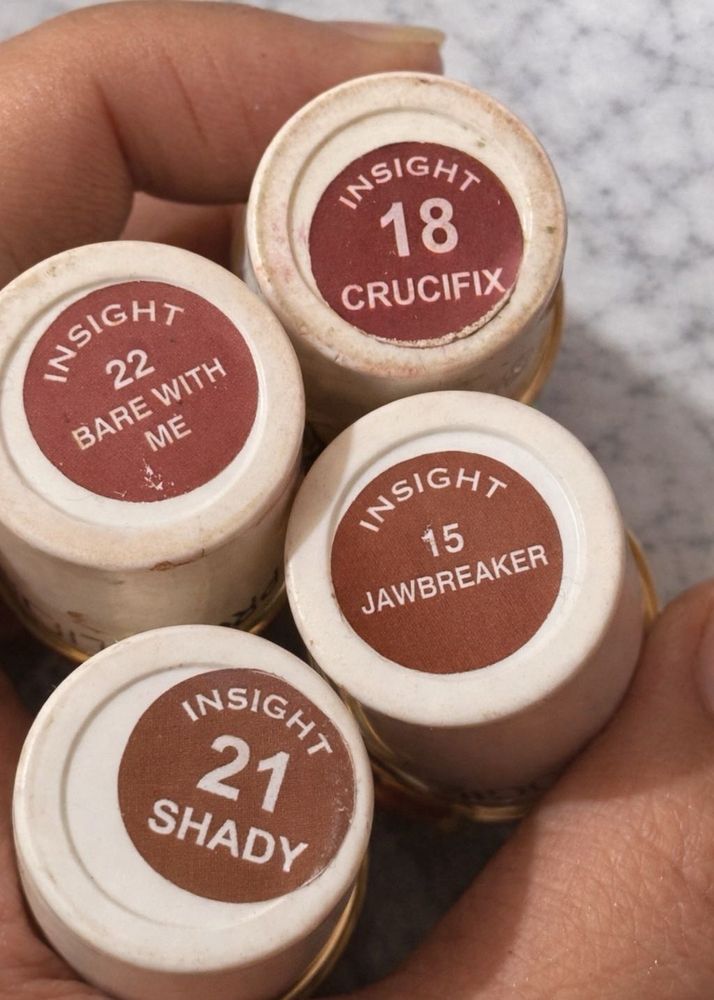 INSIGHT
18
CRUCIFIX
INSIGHT
22
BARE WITH
ME
INSIGHT
15
JAWBREAKER
INSIGHT
21
SHADY